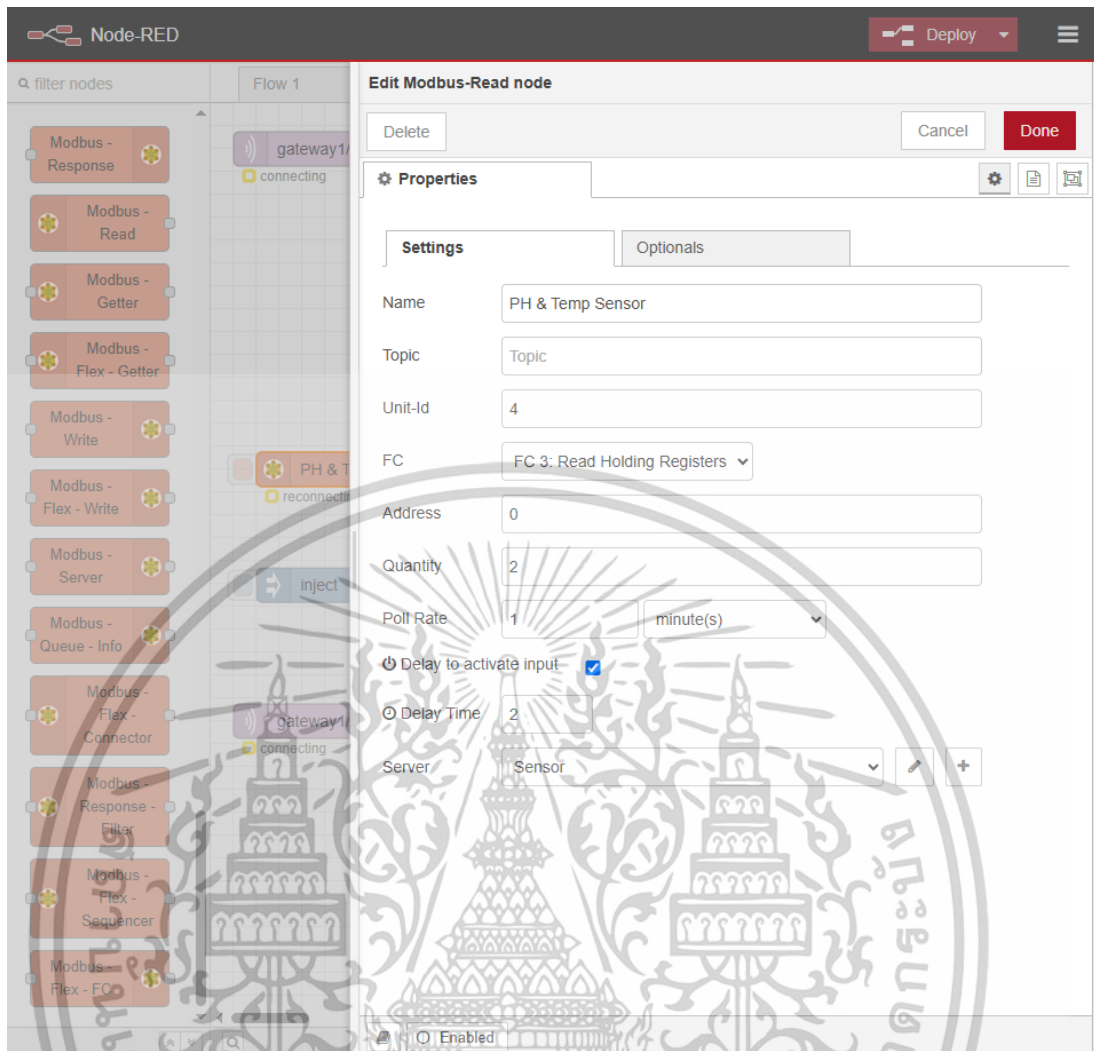 Node-RED
Deploy
filter nodes
Flow 1
Edit Modbus-Read node
Delete
Cancel
Done
Properties
Settings
Optionals
Name
PH & Temp Sensor
Topic
Topic
Unit-Id
4
FC
FC 3: Read Holding Registers
Address
0
Quantity
2
Poll Rate
1
minute(s)
Delay to activate input
Delay Time
2
Server
Sensor
Enabled
Modbus -
Response
Modbus -
Read
Modbus -
Getter
Modbus -
Flex - Getter
Modbus -
Write
Modbus -
Flex - Write
Modbus -
Server
Modbus -
Queue - Info
Modbus -
Flex -
Connector
Modbus -
Response -
Filter
Modbus -
Flex -
Sequencer
Modbus -
Flex - FC
gateway1/
connecting
PH & T
reconnecti
inject
gateway1/
connecting